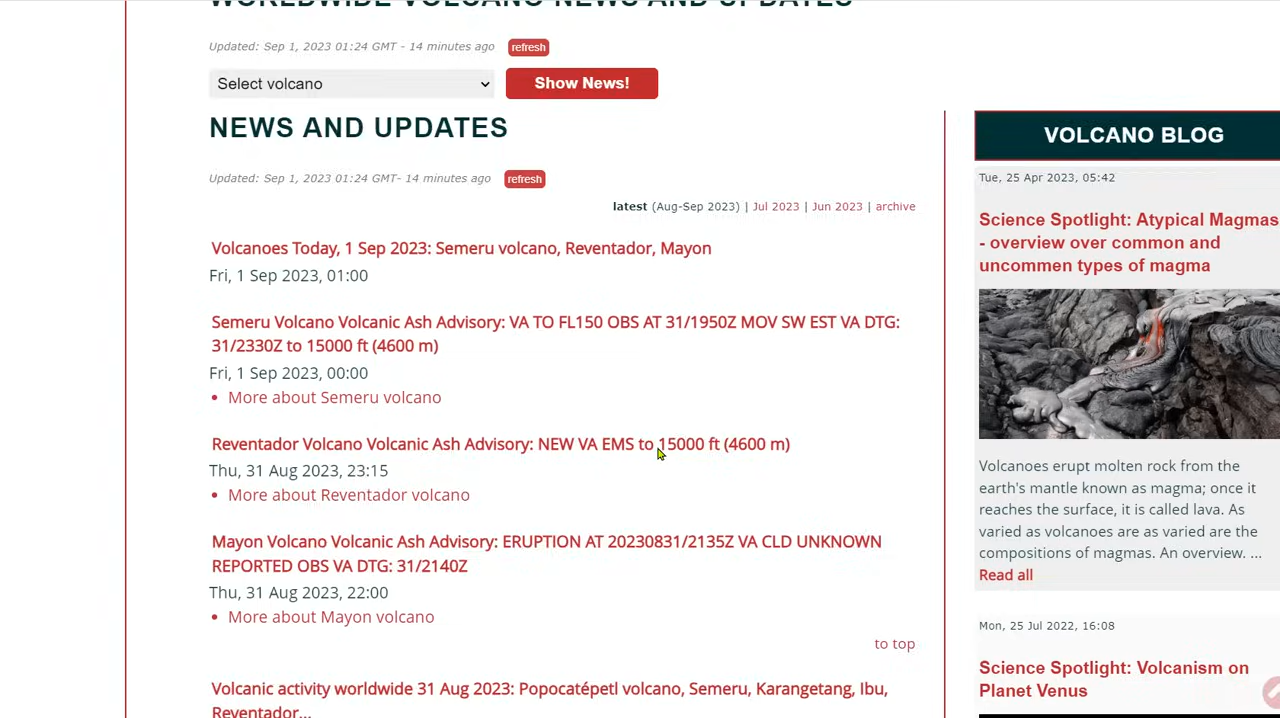 WORLDWIDE VOLCANO NEWS AND UPDATES
Updated: Sep 1, 2023 01:24 GMT - 14 minutes ago refresh
Select volcano Show News!
NEWS AND UPDATES
Updated: Sep 1, 2023 01:24 GMT- 14 minutes ago refresh
latest (Aug-Sep 2023) | Jul 2023 | Jun 2023 | archive
Volcanoes Today, 1 Sep 2023: Semeru volcano, Reventador, Mayon
Fri, 1 Sep 2023, 01:00
Semeru Volcano Volcanic Ash Advisory: VA TO FL150 OBS AT 31/1950Z MOV SW EST VA DTG:
31/2330Z to 15000 ft (4600 m)
Fri, 1 Sep 2023, 00:00
• More about Semeru volcano
Reventador Volcano Volcanic Ash Advisory: NEW VA EMS to 15000 ft (4600 m)
Thu, 31 Aug 2023, 23:15
• More about Reventador volcano
Mayon Volcano Volcanic Ash Advisory: ERUPTION AT 20230831/2135Z VA CLD UNKNOWN
REPORTED OBS VA DTG: 31/2140Z
Thu, 31 Aug 2023, 22:00
• More about Mayon volcano
to top
Volcanic activity worldwide 31 Aug 2023: Popocatépetl volcano, Semeru, Karangetang, Ibu,
Reventador...
VOLCANO BLOG
Tue, 25 Apr 2023, 05:42
Science Spotlight: Atypical Magmas
- overview over common and
uncommen types of magma
Volcanoes erupt molten rock from the
earth's mantle known as magma; once it
reaches the surface, it is called lava. As
varied as volcanoes are as varied are the
compositions of magmas. An overview. ...
Read all
Mon, 25 Jul 2022, 16:08
Science Spotlight: Volcanism on
Planet Venus